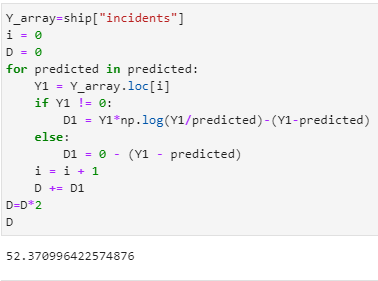 Y_array=ship["incidents"]
i = 0
D = 0
for predicted in predicted:
    Y1 = Y_array.loc[i]
    if Y1 != 0:
        D1 = Y1*np.log(Y1/predicted)-(Y1-predicted)
    else:
        D1 = 0 - (Y1 - predicted)
    i = i + 1
    D += D1
D=D*2
D
52.370996422574876